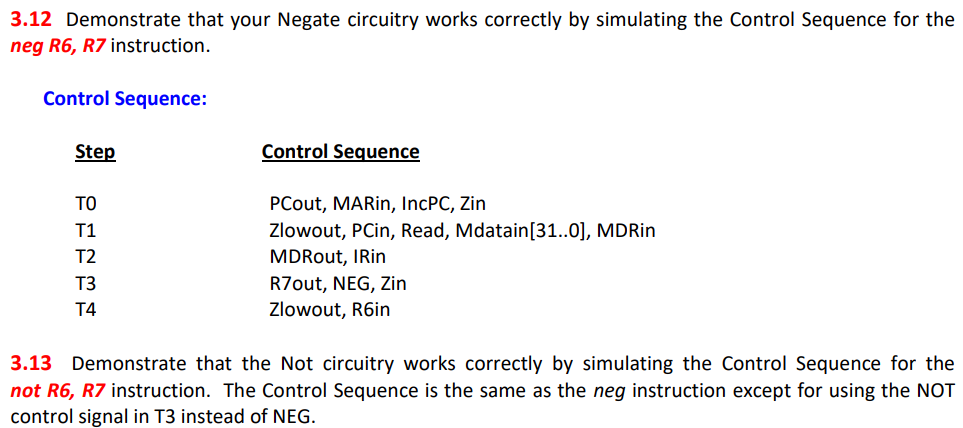 3.12 Demonstrate that your Negate circuitry works correctly by simulating the Control Sequence for the
neg R6, R7 instruction.
Control Sequence:
Step Control Sequence
T0 PCout, MARin, IncPC, Zin
T1 Zlowout, PCin, Read, Mdatain[31..0], MDRin
T2 MDRout, IRin
T3 R7out, NEG, Zin
T4 Zlowout, R6in
3.13 Demonstrate that the Not circuitry works correctly by simulating the Control Sequence for the
not R6, R7 instruction. The Control Sequence is the same as the neg instruction except for using the NOT
control signal in T3 instead of NEG.